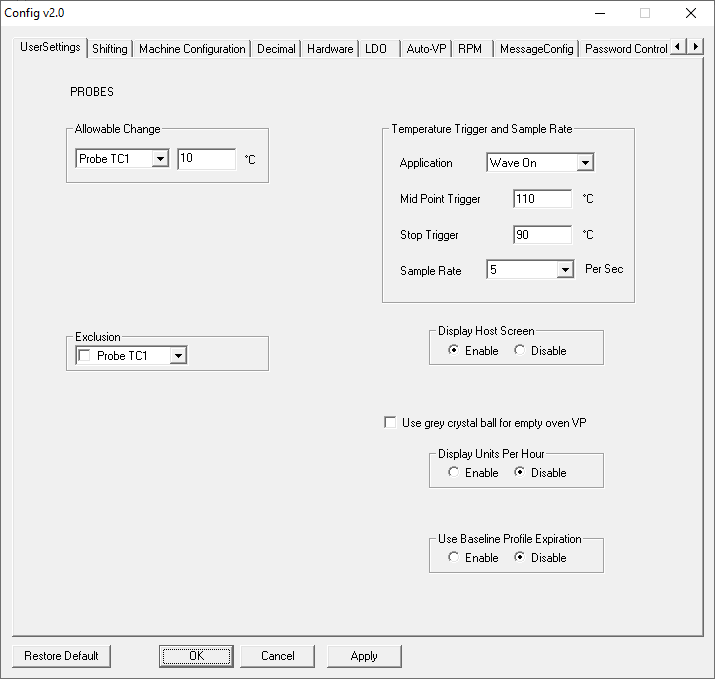 Config v2.0
UserSettings Shifting Machine Configuration Decimal Hardware LDO Auto-VP RPM MessageConfig Password Control
PROBES
Allowable Change
Probe TC1 10 °C
Temperature Trigger and Sample Rate
Application Wave On
Mid Point Trigger 110 °C
Stop Trigger 90 °C
Sample Rate 5 Per Sec
Exclusion
Probe TC1
Display Host Screen
Enable Disable
Use grey crystal ball for empty oven VP
Display Units Per Hour
Enable Disable
Use Baseline Profile Expiration
Enable Disable
Restore Default OK Cancel Apply